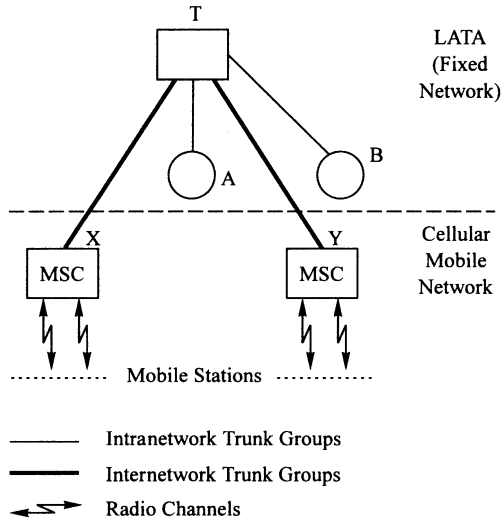 T
LATA
(Fixed
Network)
A
B
X
Y
Cellular
Mobile
Network
MSC
MSC
Mobile Stations
Intranetwork Trunk Groups
Internetwork Trunk Groups
Radio Channels